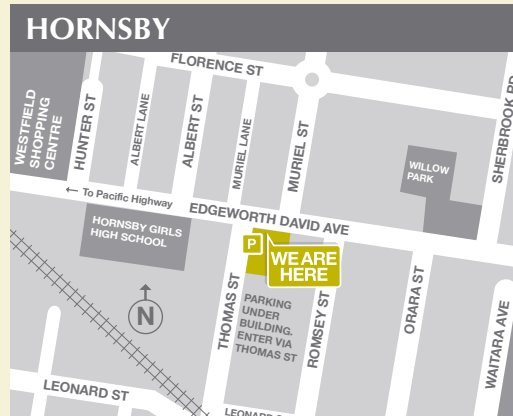 HORNSBY
FLORENCE ST
WESTFIELD
SHOPPING
CENTRE
HUNTER ST
ALBERT LANE
ALBERT ST
MURIEL LANE
MURIEL ST
SHERBROOK RD
WILLOW
PARK
← To Pacific Highway
EDGEWORTH DAVID AVE
HORNSBY GIRLS
HIGH SCHOOL
P
WE ARE
HERE
N
THOMAS ST
PARKING
UNDER
BUILDING.
ENTER VIA
THOMAS ST
ROMSEY ST
ORARA ST
WAITARA AVE
LEONARD ST
LEONARD S